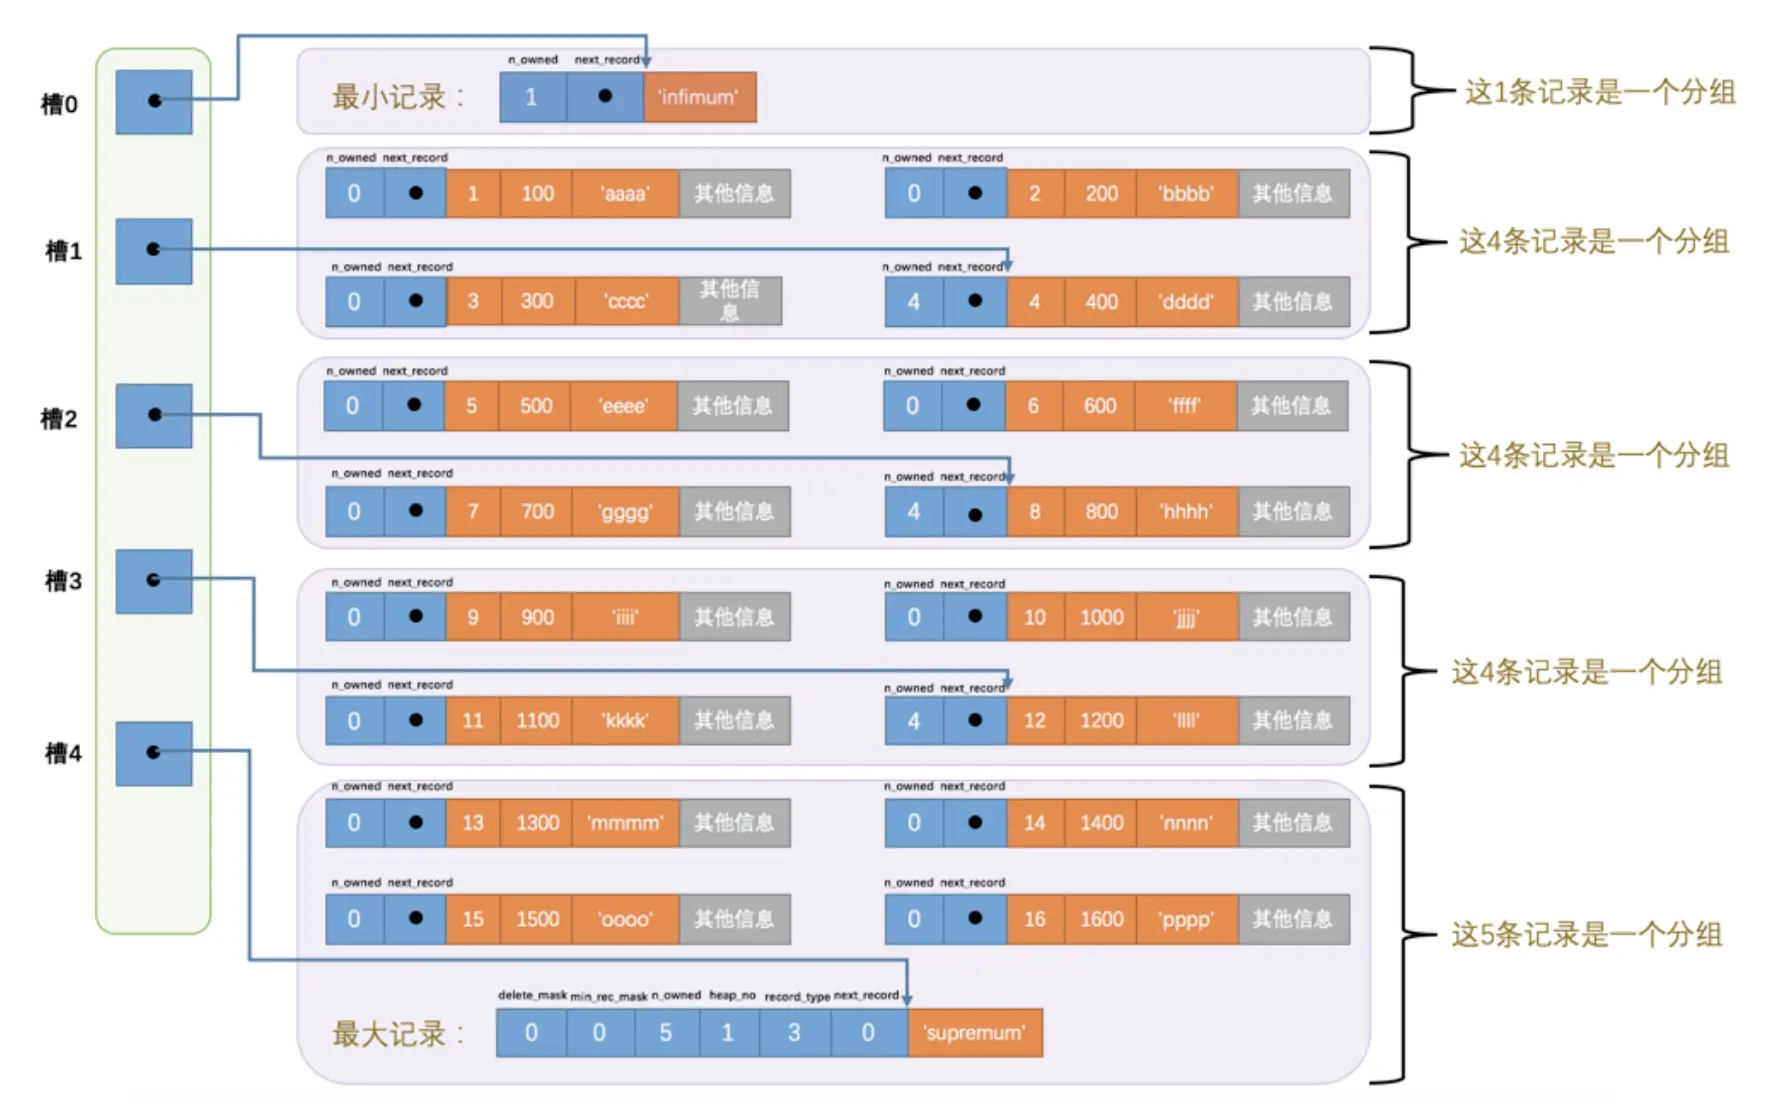 n_owned next_record
槽0 最小记录： 1 'infimum' 这1条记录是一个分组
n_owned next_record n_owned next_record
0 1 100 'aaaa' 其他信息 0 2 200 'bbbb' 其他信息
槽1 这4条记录是一个分组
n_owned next_record n_owned next_record
0 3 300 'cccc' 其他信
息
4 4 400 'dddd' 其他信息
n_owned next_record n_owned next_record
0 5 500 'eeee' 其他信息 0 6 600 'ffff' 其他信息
槽2 这4条记录是一个分组
n_owned next_record n_owned next_record
0 7 700 'gggg' 其他信息 4 8 800 'hhhh' 其他信息
槽3
n_owned next_record n_owned next_record
0 9 900 'iiii' 其他信息 0 10 1000 'jjjj' 其他信息
这4条记录是一个分组
n_owned next_record n_owned next_record
0 11 1100 'kkkk' 其他信息 4 12 1200 'llll' 其他信息
槽4
n_owned next_record n_owned next_record
0 13 1300 'mmmm' 其他信息 0 14 1400 'nnnn' 其他信息
n_owned next_record n_owned next_record
0 15 1500 'oooo' 其他信息 0 16 1600 'pppp' 其他信息
这5条记录是一个分组
delete_mask min_rec_mask n_owned heap_no record_type next_record
最大记录： 0 0 5 1 3 0 'supremum'